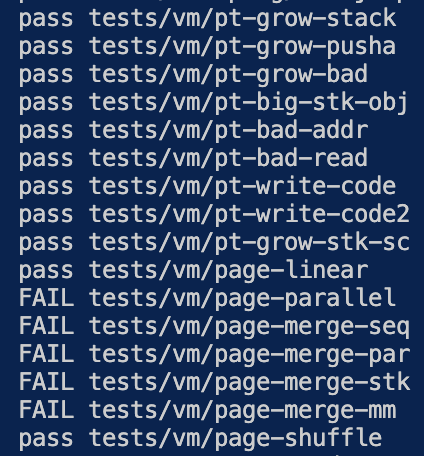 pass tests/vm/pt-grow-stack
pass tests/vm/pt-grow-pusha
pass tests/vm/pt-grow-bad
pass tests/vm/pt-big-stk-obj
pass tests/vm/pt-bad-addr
pass tests/vm/pt-bad-read
pass tests/vm/pt-write-code
pass tests/vm/pt-write-code2
pass tests/vm/pt-grow-stk-sc
pass tests/vm/page-linear
FAIL tests/vm/page-parallel
FAIL tests/vm/page-merge-seq
FAIL tests/vm/page-merge-par
FAIL tests/vm/page-merge-stk
FAIL tests/vm/page-merge-mm
pass tests/vm/page-shuffle